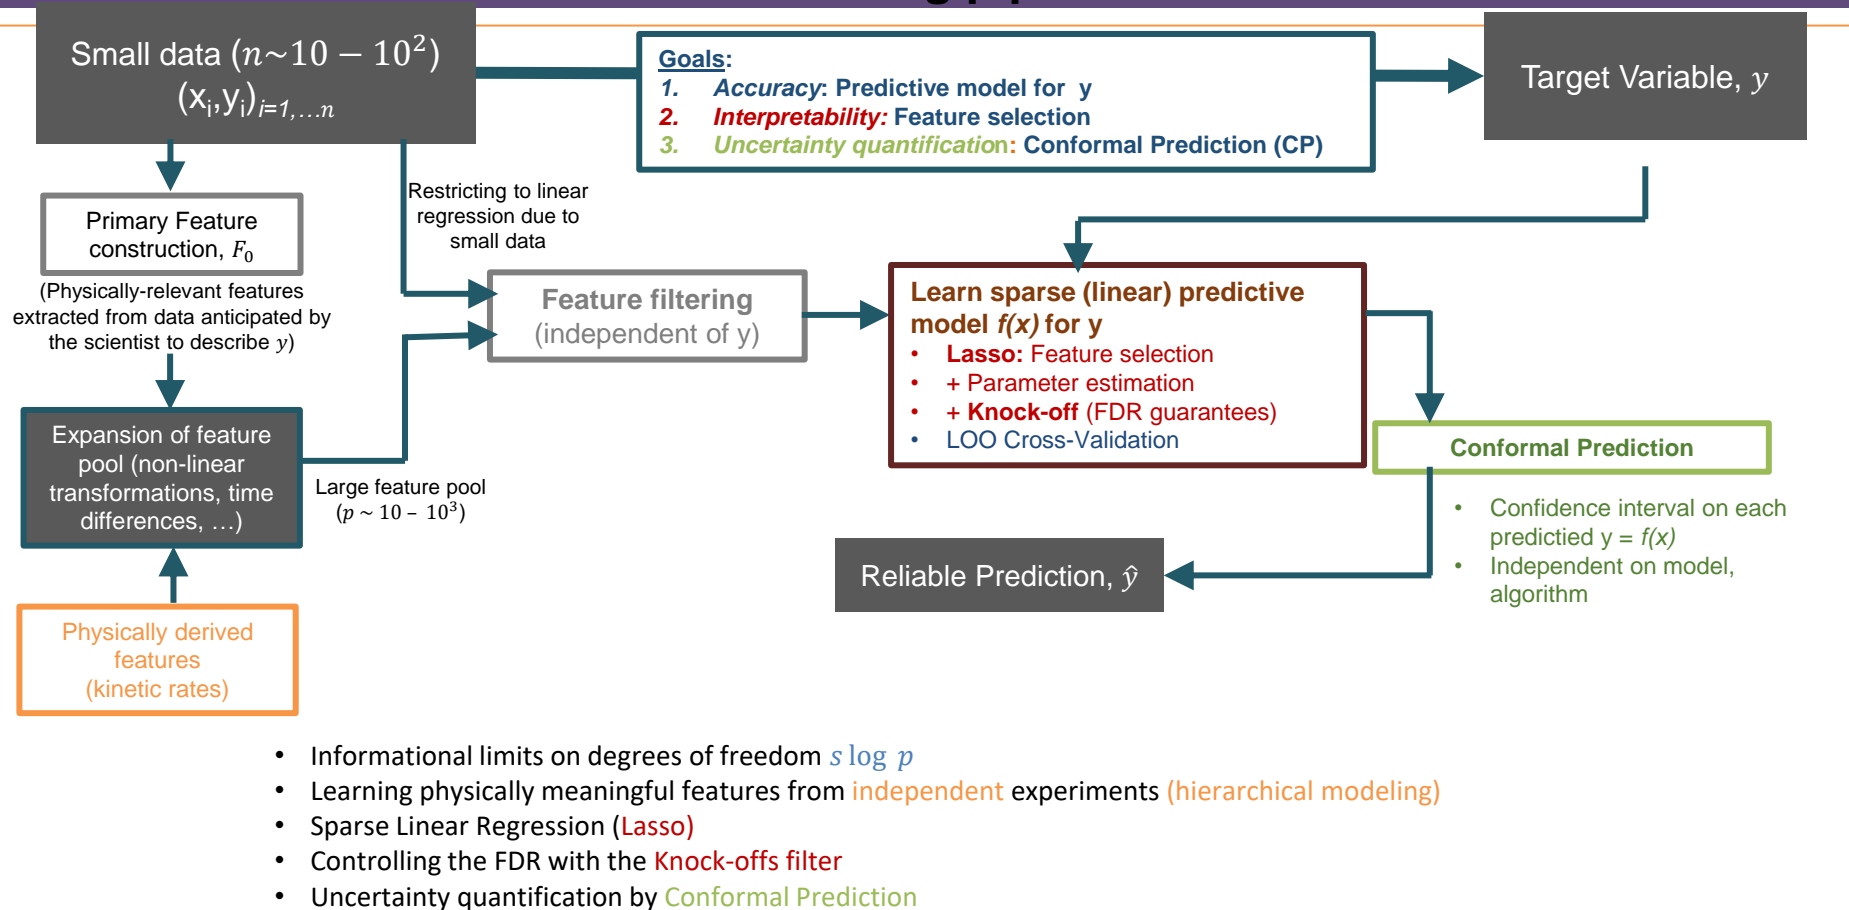 Small data (n~10 – 10²)
(xᵢ,yᵢ)ᵢ₌₁,…ₙ
Goals:
1. Accuracy: Predictive model for y
2. Interpretability: Feature selection
3. Uncertainty quantification: Conformal Prediction (CP)
Target Variable, y
Primary Feature
construction, F₀
(Physically-relevant features
extracted from data anticipated by
the scientist to describe y)
Restricting to linear
regression due to
small data
Feature filtering
(independent of y)
Learn sparse (linear) predictive
model f(x) for y
• Lasso: Feature selection
• + Parameter estimation
• + Knock-off (FDR guarantees)
• LOO Cross-Validation
Expansion of feature
pool (non-linear
transformations, time
differences, …)
Large feature pool
(p ~ 10 – 10³)
Conformal Prediction
• Confidence interval on each
predictied y = f(x)
• Independent on model,
algorithm
Reliable Prediction, ŷ
Physically derived
features
(kinetic rates)
• Informational limits on degrees of freedom s log p
• Learning physically meaningful features from independent experiments (hierarchical modeling)
• Sparse Linear Regression (Lasso)
• Controlling the FDR with the Knock-offs filter
• Uncertainty quantification by Conformal Prediction